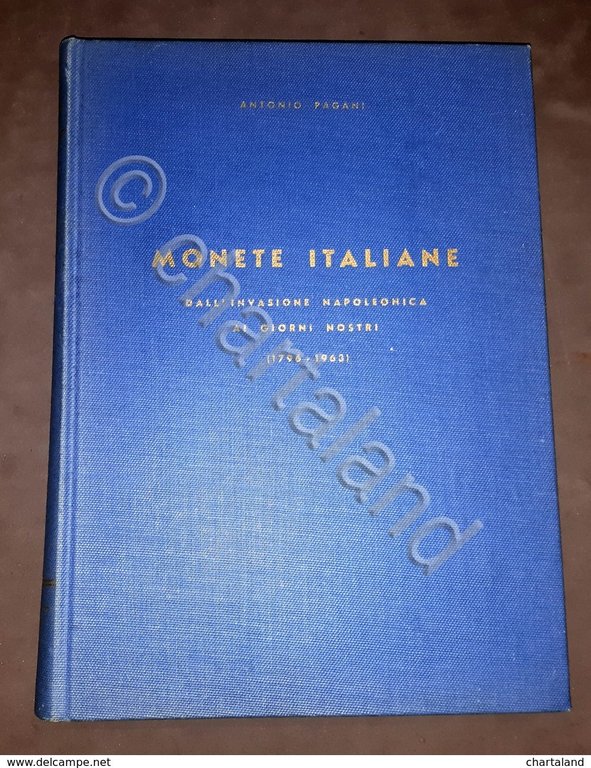 ANTONIO PAGANI
MONETE ITALIANE
DALL'INVASIONE NAPOLEONICA
AI GIORNI NOSTRI
(1796-1963)
© chartaland
www.delcampe.net
chartaland